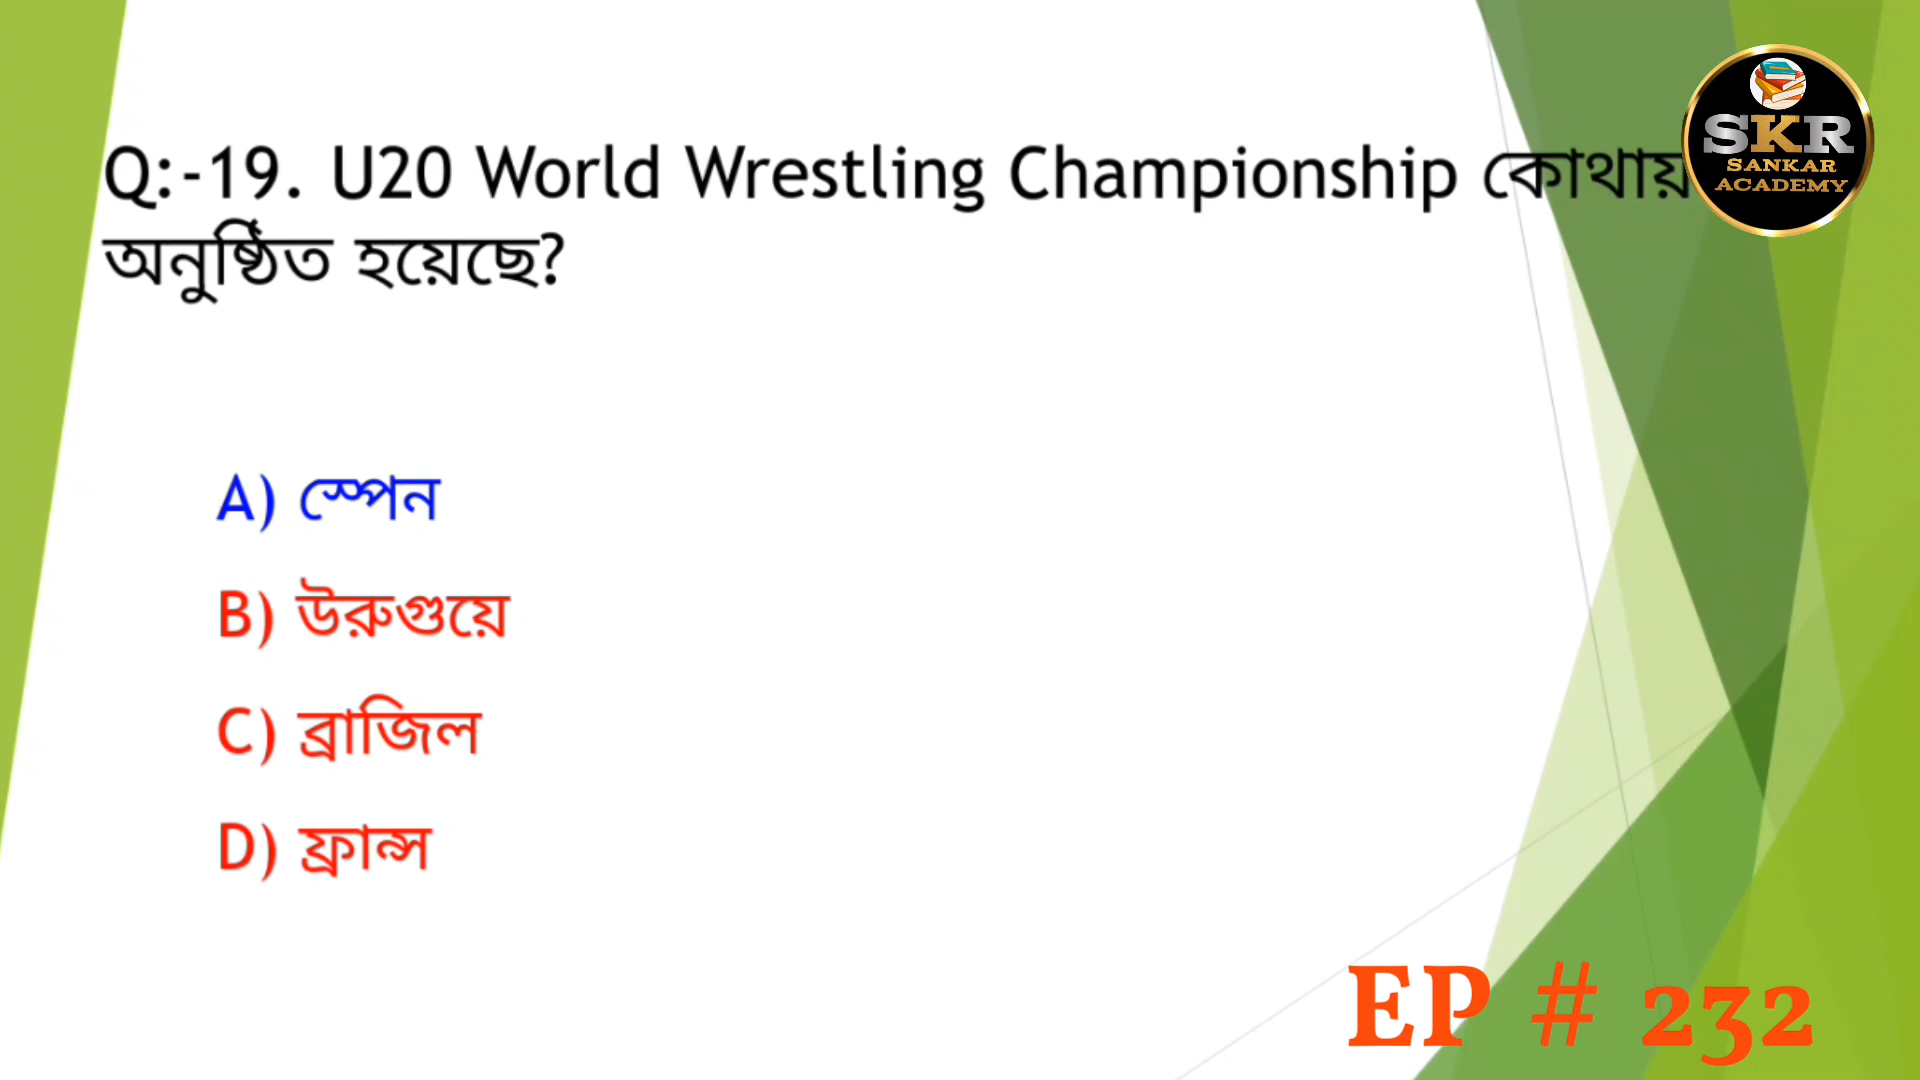 Q:-19. U20 World Wrestling Championship কোথায়
অনুষ্ঠিত হয়েছে?
SKR
SANKAR
ACADEMY
A) স্পেন
B) উরুগুয়ে
C) ব্রাজিল
D) ফ্রান্স
EP # 232